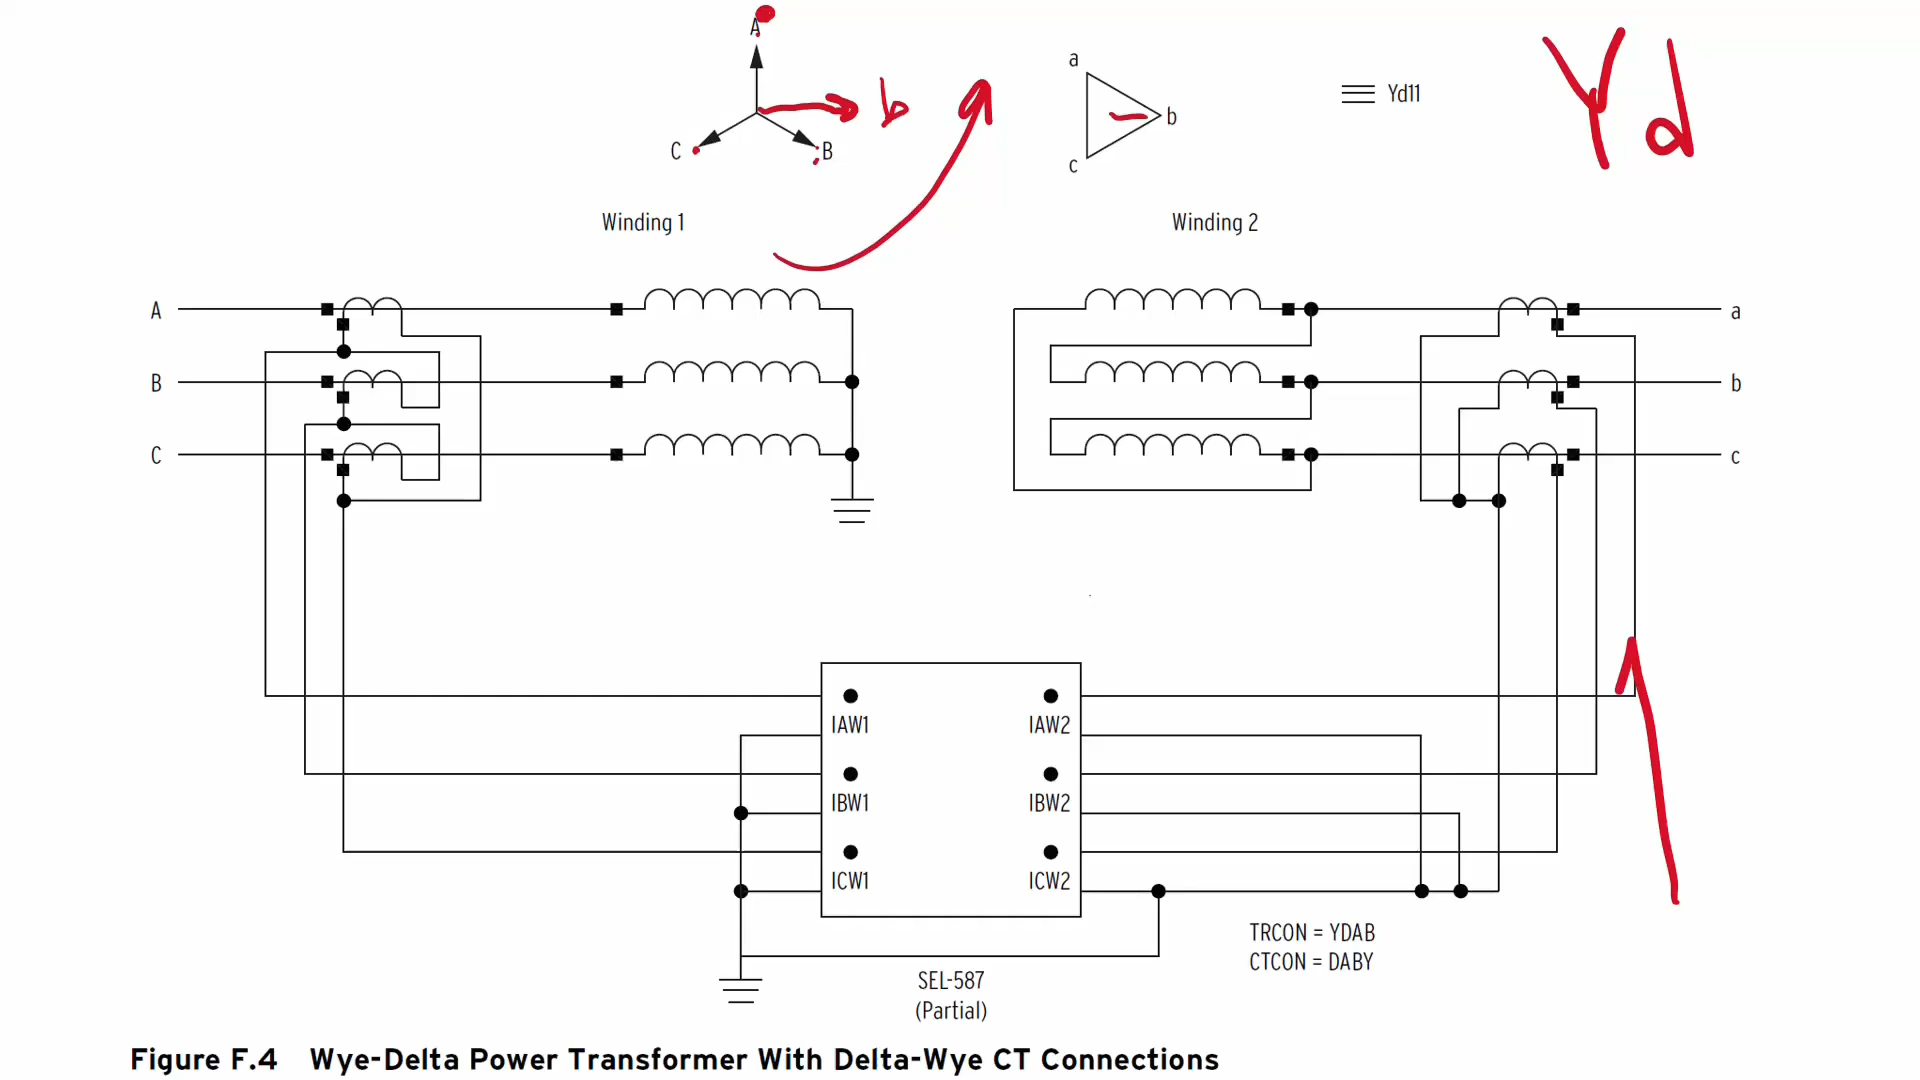 A
b
C
B
a
b
c
Yd11
Yd
Winding 1
Winding 2
A
a
B
b
C
c
IAW1
IAW2
IBW1
IBW2
ICW1
ICW2
TRCON = YDAB
CTCON = DABY
SEL-587
(Partial)
Figure F.4 Wye-Delta Power Transformer With Delta-Wye CT Connections